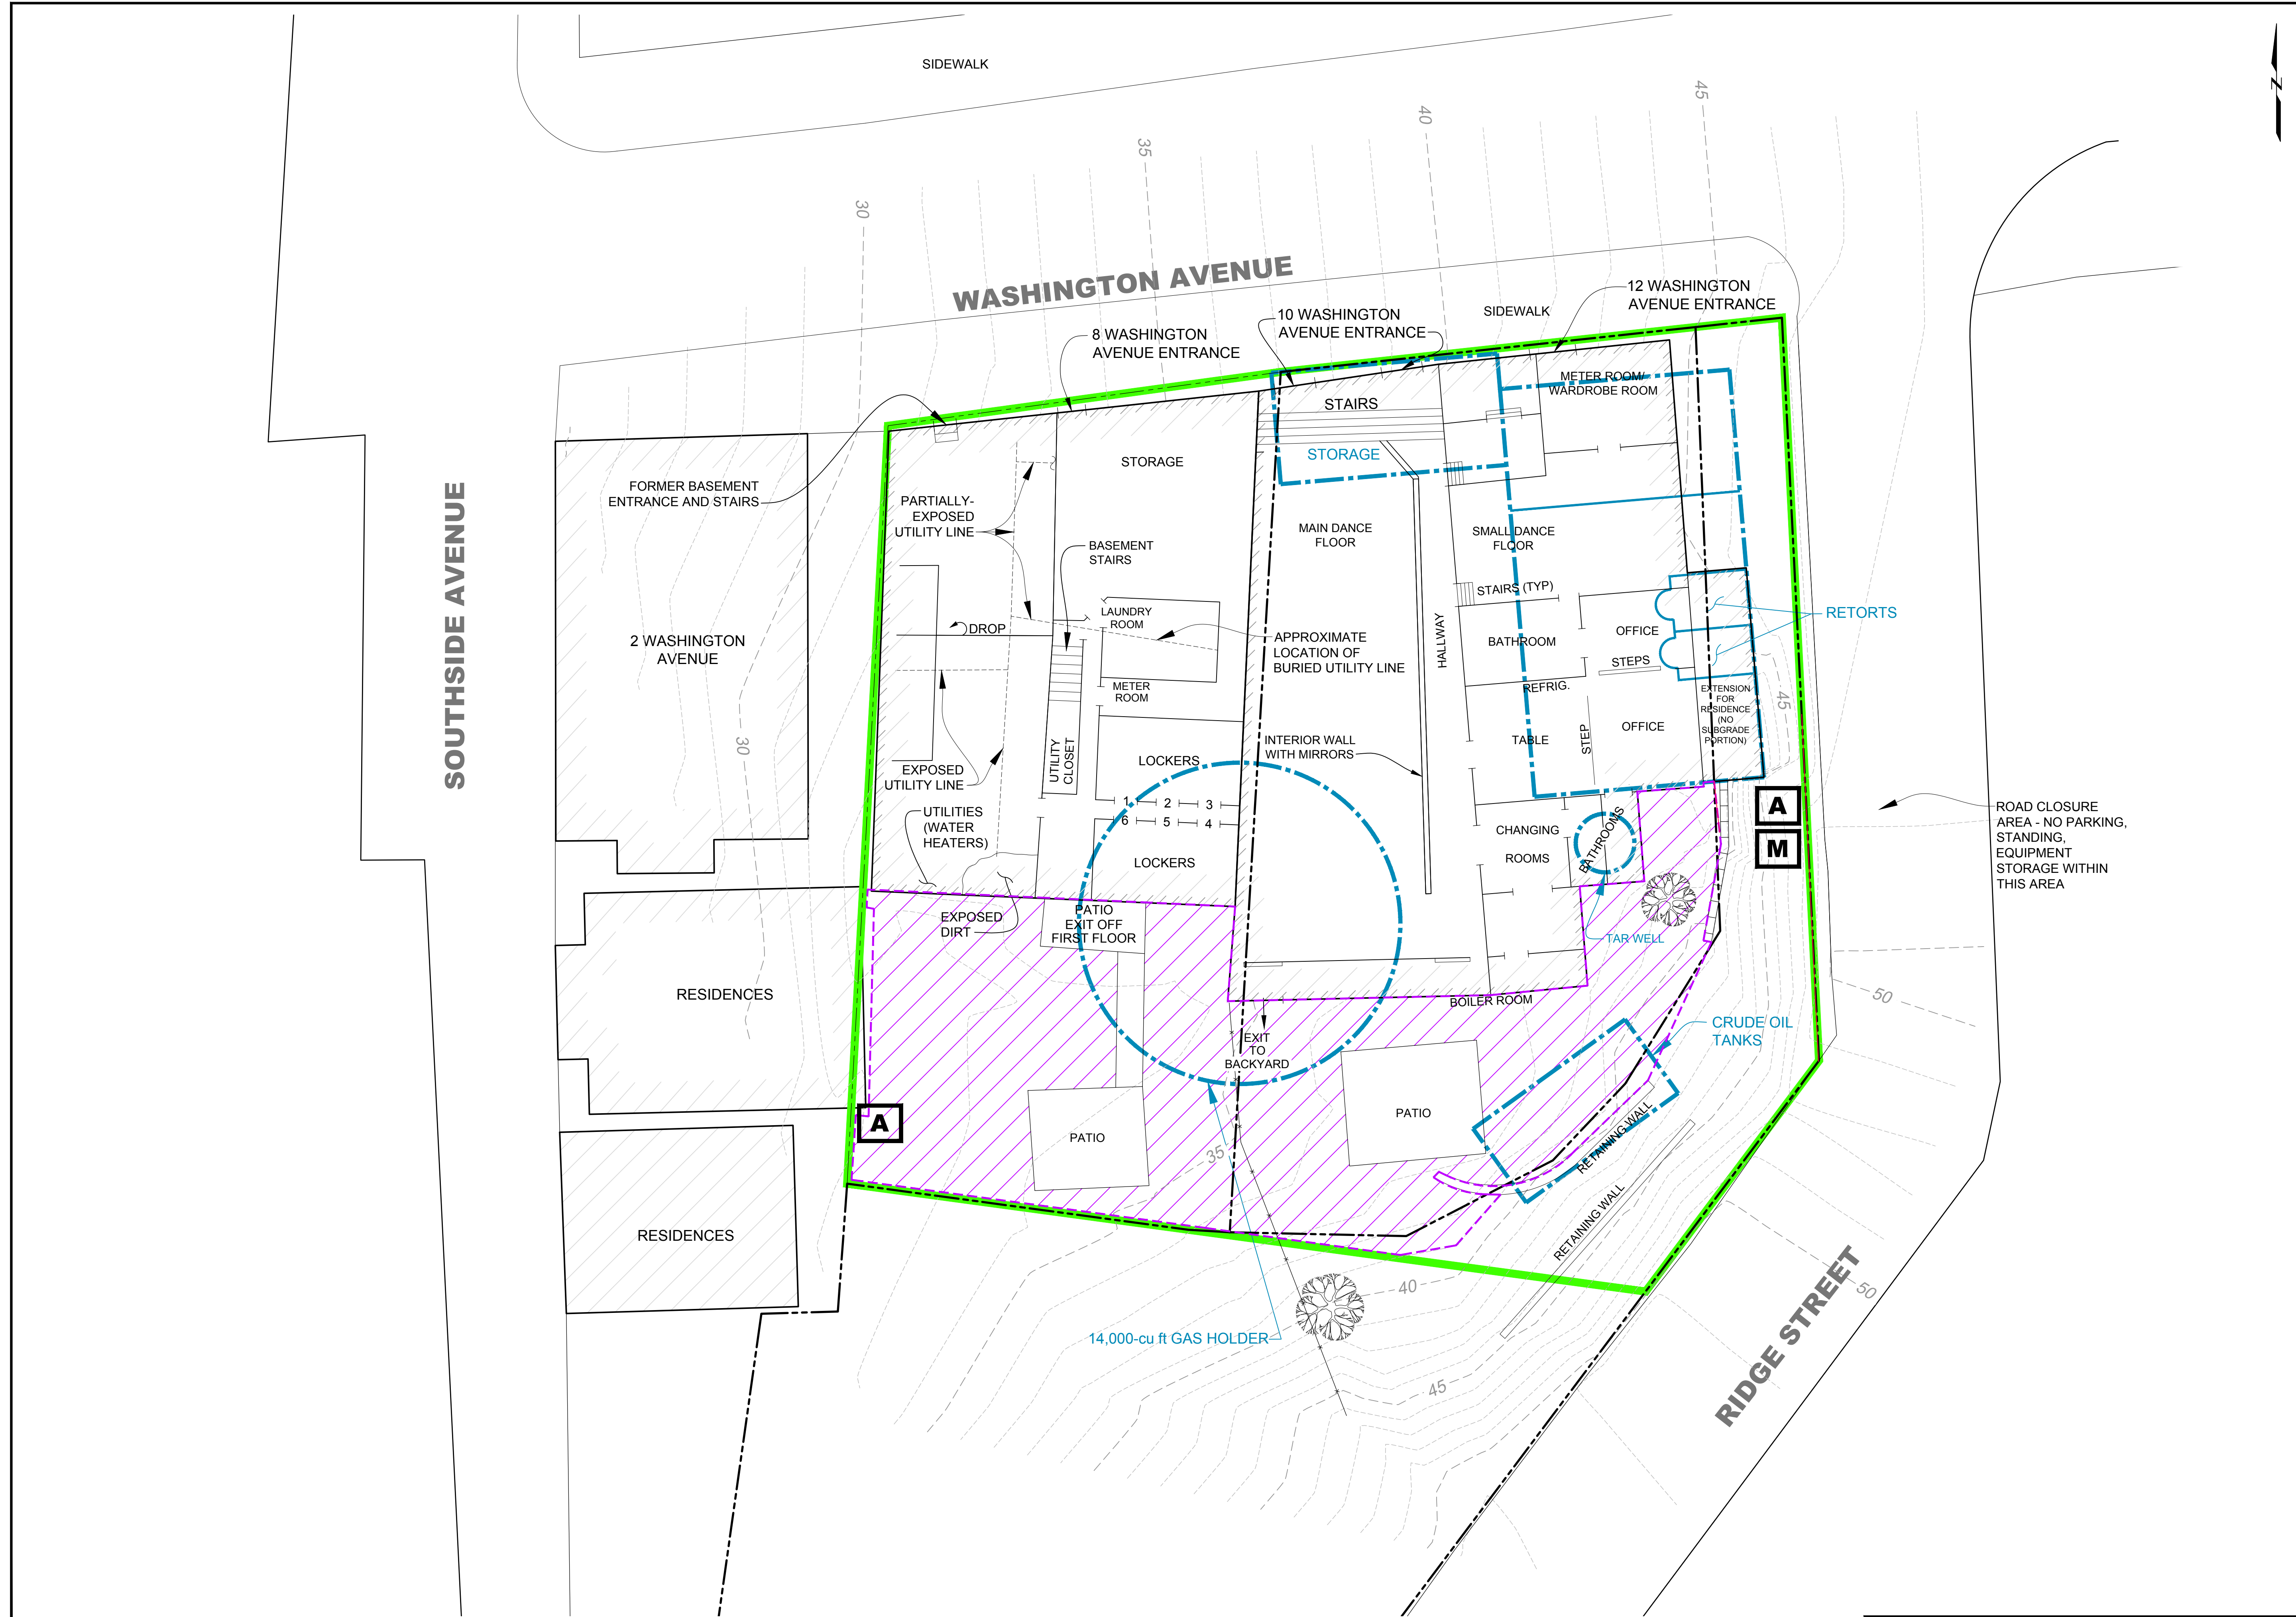 SIDEWALK
N
45
40
35
30
WASHINGTON AVENUE
12 WASHINGTON
AVENUE ENTRANCE
SIDEWALK
10 WASHINGTON
AVENUE ENTRANCE
8 WASHINGTON
AVENUE ENTRANCE
METER ROOM/
WARDROBE ROOM
STAIRS
STORAGE
STORAGE
FORMER BASEMENT
ENTRANCE AND STAIRS
PARTIALLY-
EXPOSED
UTILITY LINE
SOUTHSIDE AVENUE
MAIN DANCE
FLOOR
SMALL DANCE
FLOOR
BASEMENT
STAIRS
STAIRS (TYP)
LAUNDRY
ROOM
DROP
2 WASHINGTON
AVENUE
APPROXIMATE
LOCATION OF
BURIED UTILITY LINE
HALLWAY
BATHROOM
OFFICE
RETORTS
STEPS
METER
ROOM
REFRIG.
EXTENSION
FOR
RESIDENCE
(NO
SUBGRADE
PORTION)
45
30
UTILITY
CLOSET
INTERIOR WALL
WITH MIRRORS
TABLE
STEP
OFFICE
LOCKERS
EXPOSED
UTILITY LINE
1 2 3
6 5 4
UTILITIES
(WATER
HEATERS)
CHANGING
ROOMS
BATHROOMS
A
M
ROAD CLOSURE
AREA - NO PARKING,
STANDING,
EQUIPMENT
STORAGE WITHIN
THIS AREA
LOCKERS
EXPOSED
DIRT
PATIO
EXIT OFF
FIRST FLOOR
TAR WELL
RESIDENCES
BOILER ROOM
50
CRUDE OIL
TANKS
EXIT
TO
BACKYARD
A
PATIO
PATIO
RETAINING WALL
35
RETAINING WALL
RESIDENCES
40
50
14,000-cu ft GAS HOLDER
45
RIDGE STREET